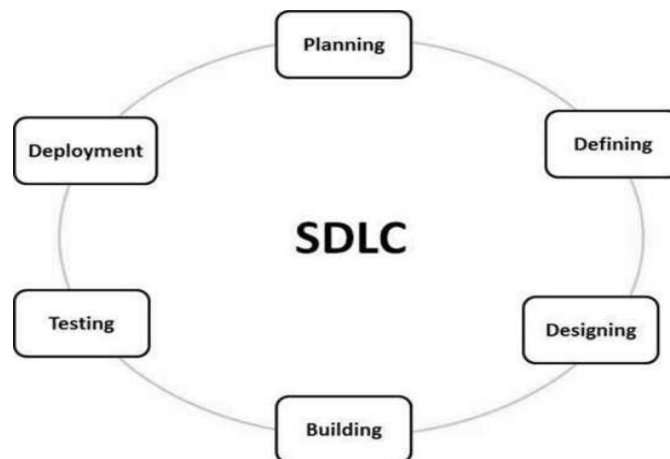 Planning
Deployment
Defining
SDLC
Testing
Designing
Building